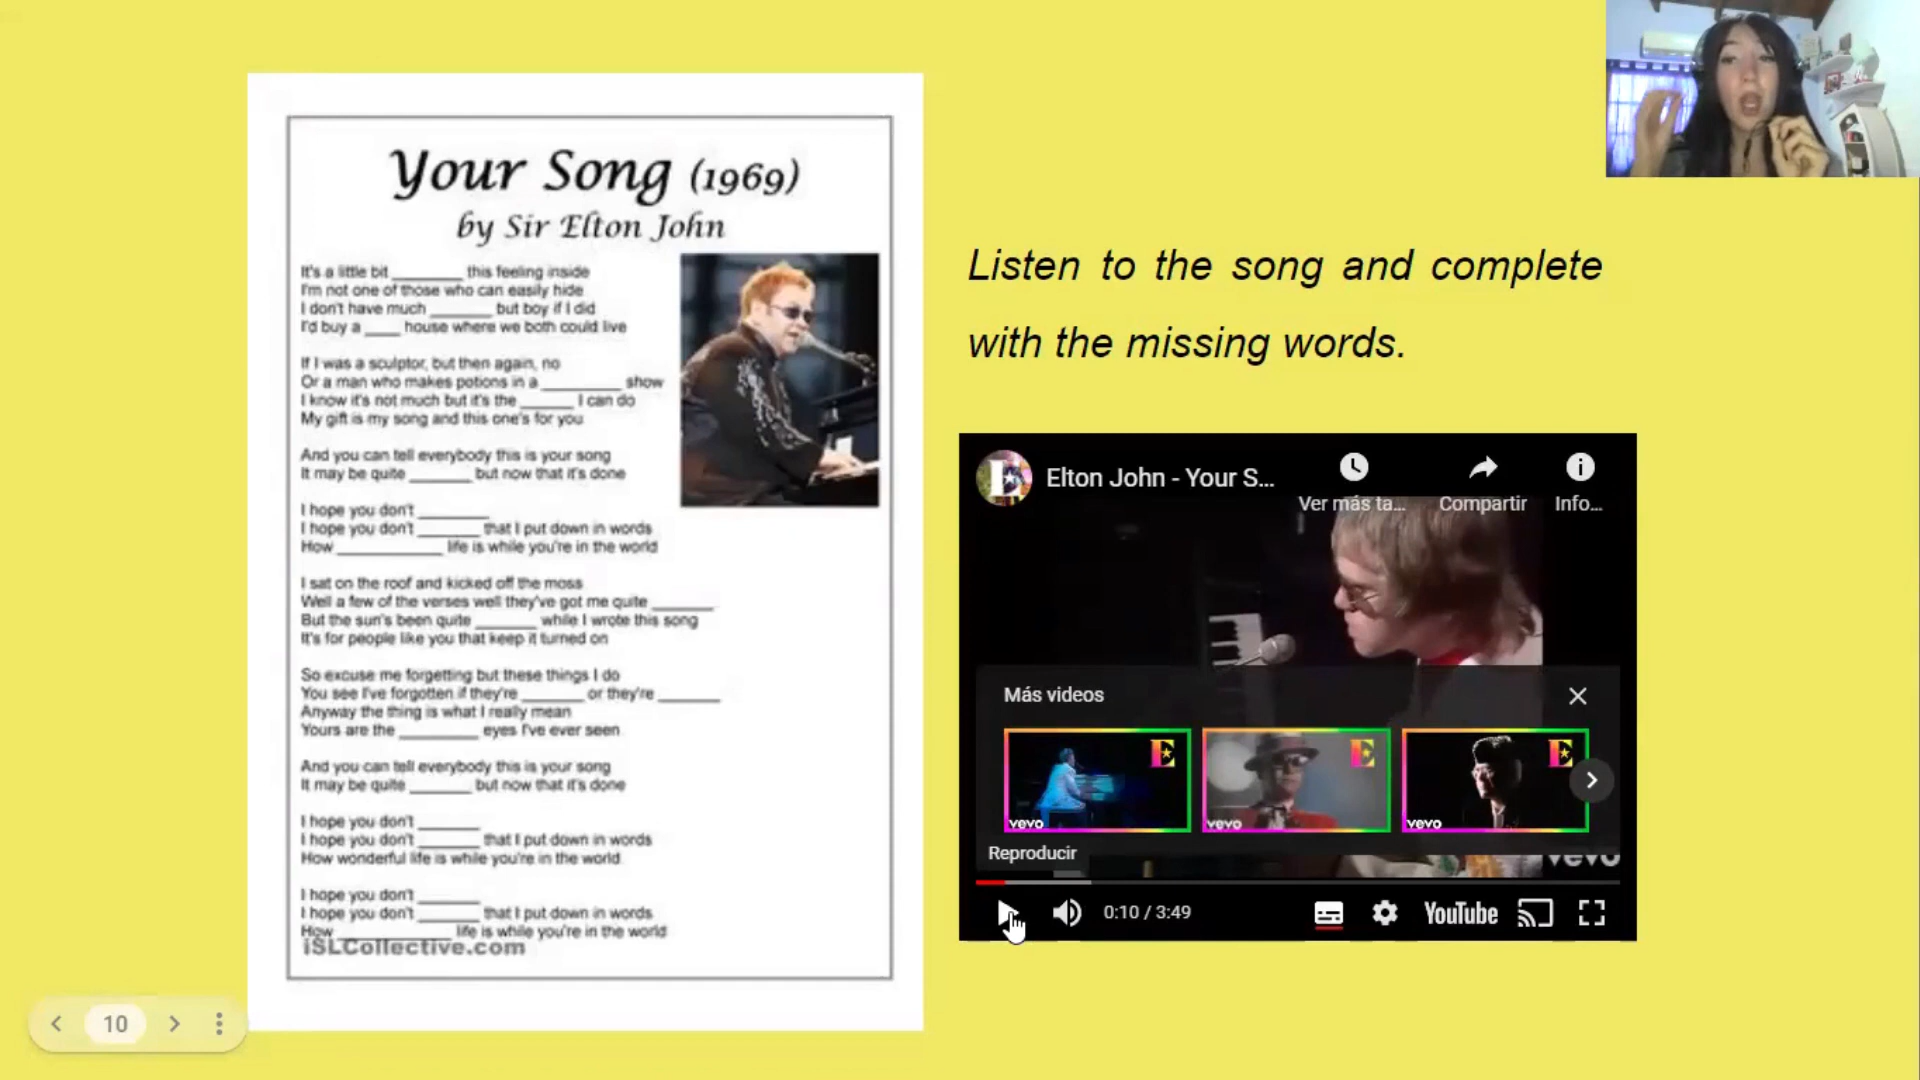 Your Song (1969)
by Sir Elton John
It's a little bit ________ this feeling inside
I'm not one of those who can easily hide
I don't have much _______ but boy if I did
I'd buy a ____ house where we both could live
If I was a sculptor, but then again, no
Or a man who makes potions in a _________ show
I know it's not much but it's the ______ I can do
My gift is my song and this one's for you
And you can tell everybody this is your song
It may be quite _______ but now that it's done
I hope you don't ________
I hope you don't _______ that I put down in words
How ____________ life is while you're in the world
I sat on the roof and kicked off the moss
Well a few of the verses well they've got me quite _______
But the sun's been quite _______ while I wrote this song
It's for people like you that keep it turned on
So excuse me forgetting but these things I do
You see I've forgotten if they're _______ or they're _______
Anyway the thing is what I really mean
Yours are the _________ eyes I've ever seen
And you can tell everybody this is your song
It may be quite _______ but now that it's done
I hope you don't _______
I hope you don't _______ that I put down in words
How wonderful life is while you're in the world
I hope you don't _______
I hope you don't _______ that I put down in words
How _____________ life is while you're in the world
iSLCollective.com
Listen to the song and complete
with the missing words.
Elton John - Your S...
Ver más ta...
Compartir
Info...
Más videos
vevo
vevo
vevo
Reproducir
vevo
0:10 / 3:49
YouTube
10